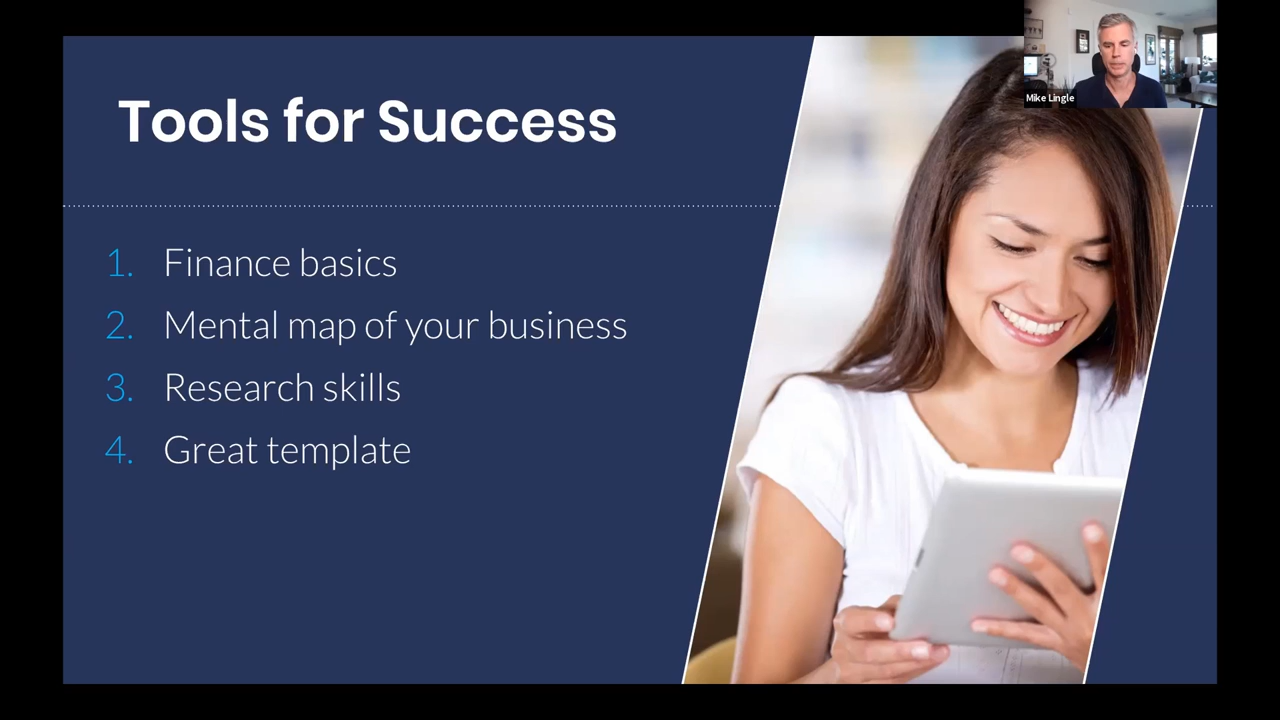 Mike Lingle
Tools for Success
1. Finance basics
2. Mental map of your business
3. Research skills
4. Great template